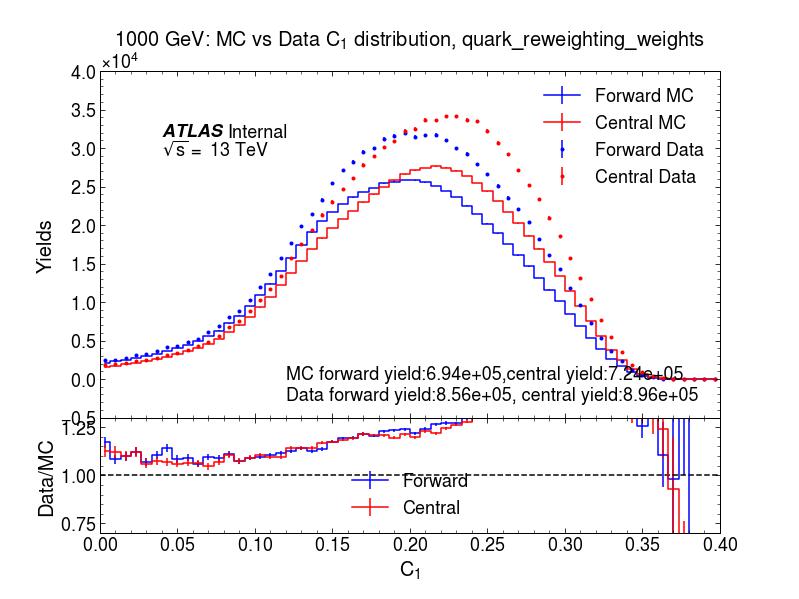 1000 GeV: MC vs Data C1 distribution, quark_reweighting_weights
×10^4
4.0
3.5
3.0
2.5
2.0
1.5
1.0
0.5
0.0
0.5
Yields
ATLAS Internal
√s = 13 TeV
Forward MC
Central MC
Forward Data
Central Data
MC forward yield:6.94e+05,central yield:7.24e+05
Data forward yield:8.56e+05, central yield:8.96e+05
1.25
1.00
0.75
Data/MC
Forward
Central
0.00 0.05 0.10 0.15 0.20 0.25 0.30 0.35 0.40
C1